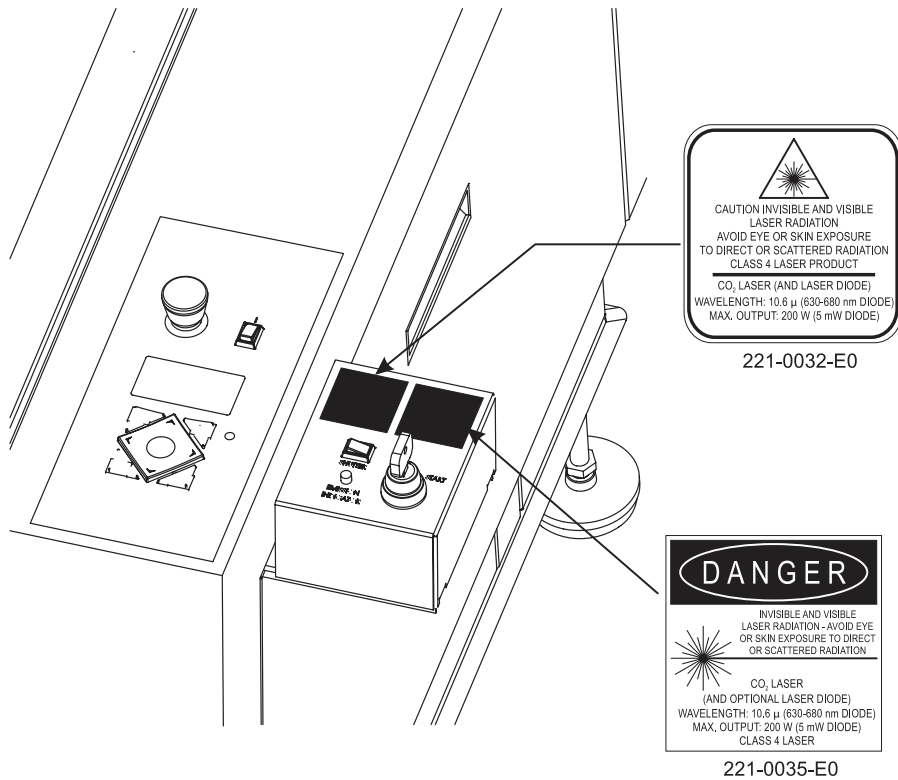 CAUTION INVISIBLE AND VISIBLE
LASER RADIATION
AVOID EYE OR SKIN EXPOSURE
TO DIRECT OR SCATTERED RADIATION
CLASS 4 LASER PRODUCT
CO₂ LASER (AND LASER DIODE)
WAVELENGTH: 10.6 µ (630-680 nm DIODE)
MAX. OUTPUT: 200 W (5 mW DIODE)
221-0032-E0
START
DANGER
INVISIBLE AND VISIBLE
LASER RADIATION - AVOID EYE
OR SKIN EXPOSURE TO DIRECT
OR SCATTERED RADIATION
CO₂ LASER
(AND OPTIONAL LASER DIODE)
WAVELENGTH: 10.6 µ (630-680 nm DIODE)
MAX. OUTPUT: 200 W (5 mW DIODE)
CLASS 4 LASER
221-0035-E0